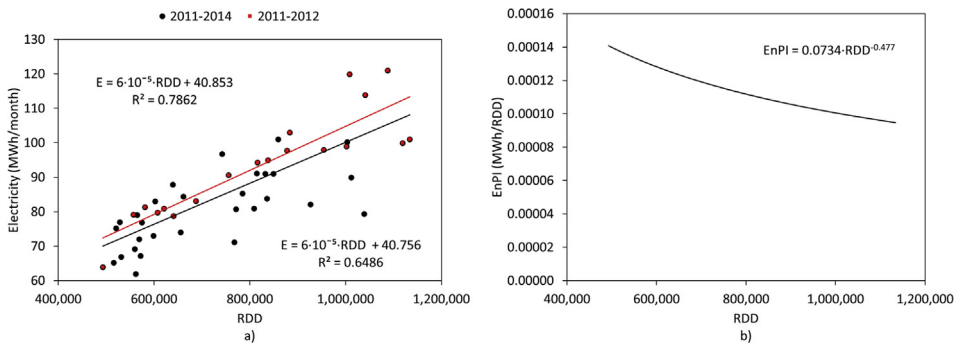 2011-2014 2011-2012
130
120
110
100
90
80
70
60
Electricity (MWh/month)
E = 6·10⁻⁵·RDD + 40.853
R² = 0.7862
E = 6·10⁻⁵·RDD + 40.756
R² = 0.6486
400,000 600,000 800,000 1,000,000 1,200,000
RDD
a)
0.00016
0.00014
0.00012
0.00010
0.00008
0.00006
0.00004
0.00002
0.00000
EnPI (MWh/RDD)
EnPI = 0.0734·RDD⁻⁰·⁴⁷⁷
400,000 600,000 800,000 1,000,000 1,200,000
RDD
b)